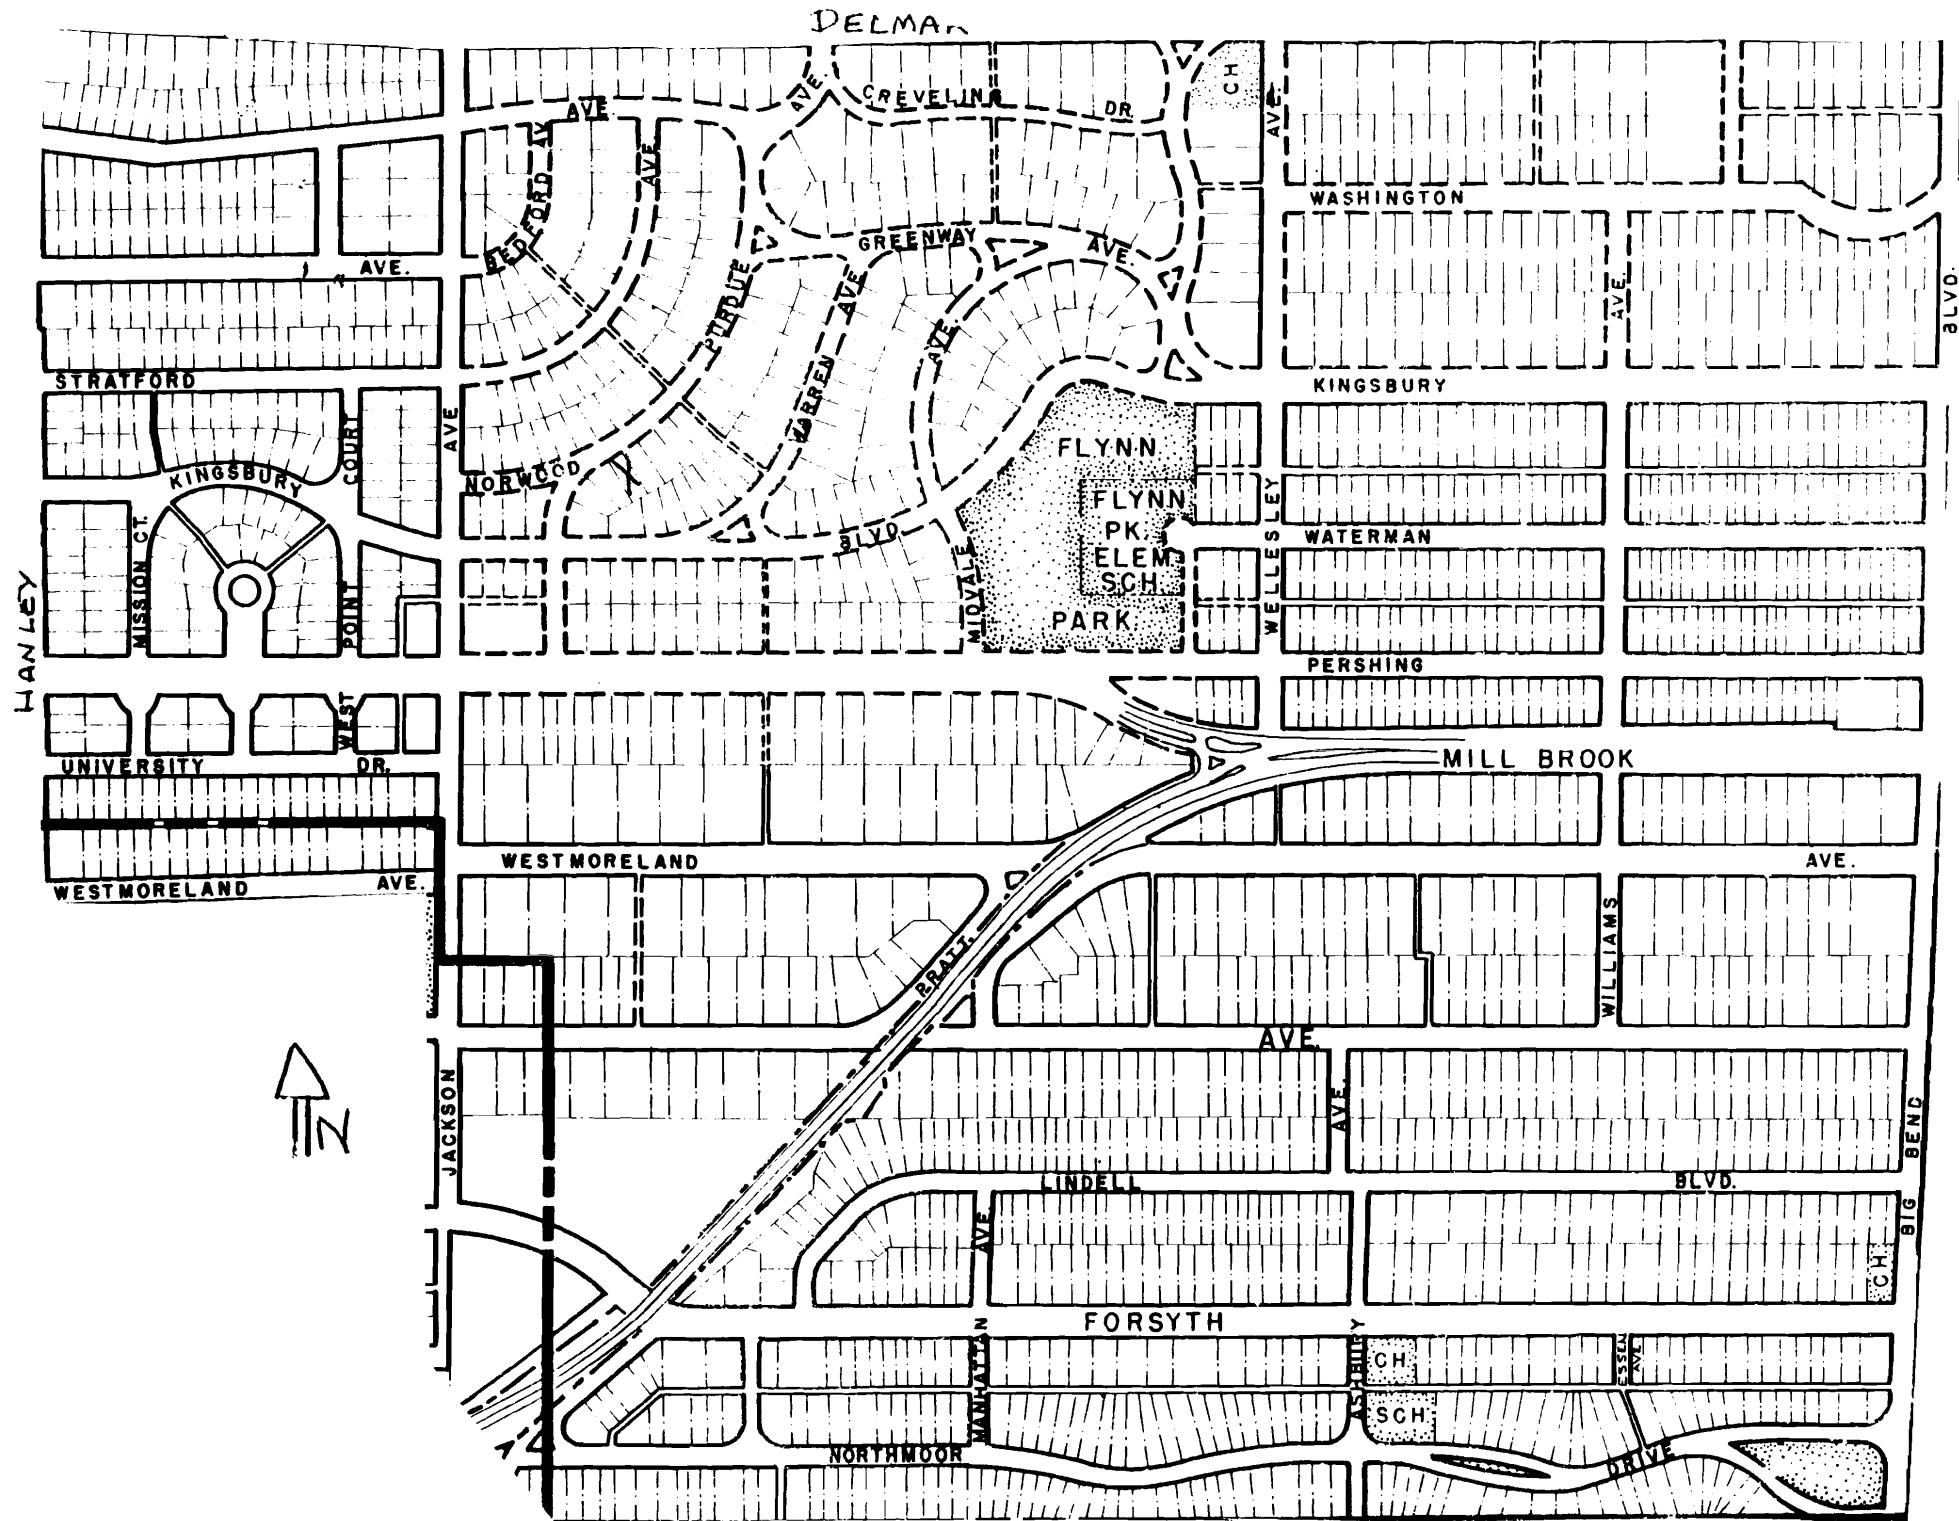 DELMAR
CREVELING
DR.
AVE.
AVE.
CH
AVE.
BEDFORD AV.
AVE.
WASHINGTON
GREENWAY
AVE.
AVE.
PURDUE
WARREN AVE.
AVE.
AVE.
BLVD.
STRATFORD
KINGSBURY
COURT
AVE
KINGSBURY
NORWOOD
FLYNN
FLYNN
PK.
ELEM.
SCH.
PARK
BLVD.
WATERMAN
WELLESLEY
MISSION CT.
POINT
MIDVALE
HANLEY
PERSHING
WEST
UNIVERSITY DR.
MILL BROOK
WESTMORELAND AVE.
WESTMORELAND AVE.
PRATT.
WILLIAMS
AVE.
N
JACKSON
AVE.
BIG BEND
LINDELL BLVD.
AVE.
CH
FORSYTH
MANHATTAN
ASHBURY
CH
ESSEX AVE.
SCH
NORTHMOOR DRIVE